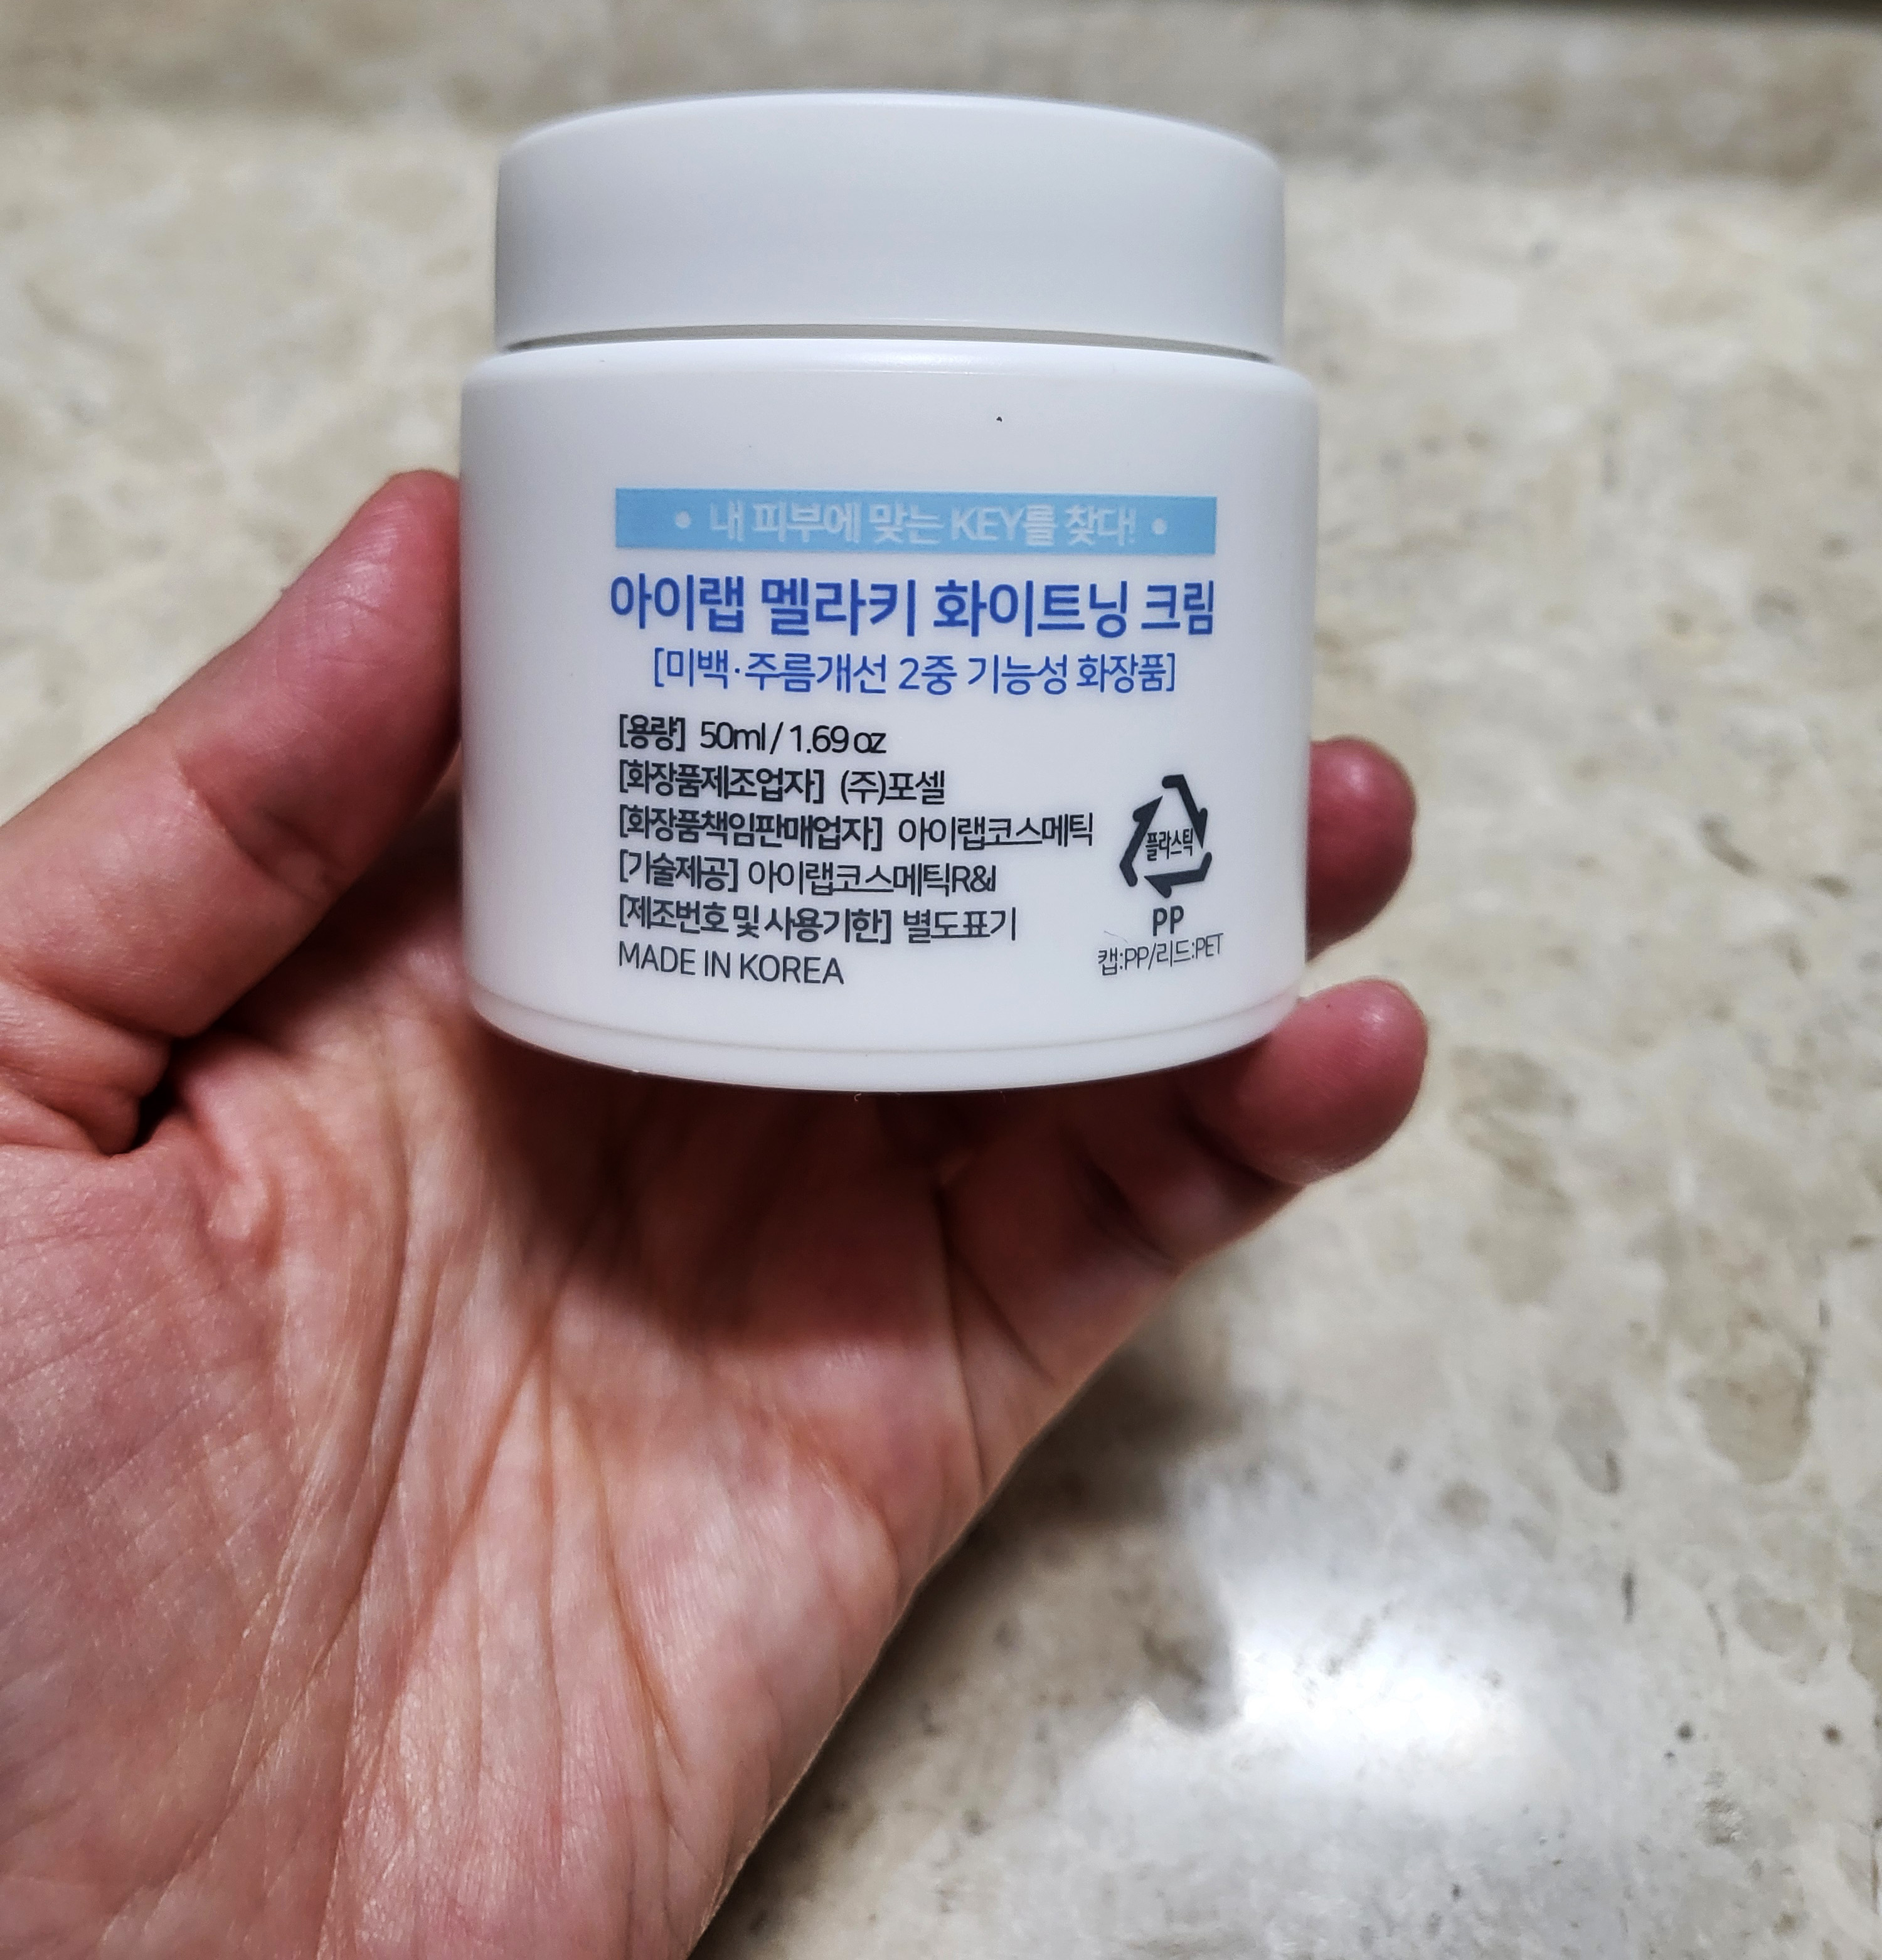 • 내 피부에 맞는 KEY를 찾다! •
아이랩 멜라키 화이트닝 크림
[미백·주름개선 2중 기능성 화장품]
[용량] 50ml / 1.69 oz
[화장품제조업자] (주)포셀
[화장품책임판매업자] 아이랩코스메틱
[기술제공] 아이랩코스메틱R&I
[제조번호 및 사용기한] 별도표기
MADE IN KOREA
플라스틱
PP
캡:PP/리드:PET